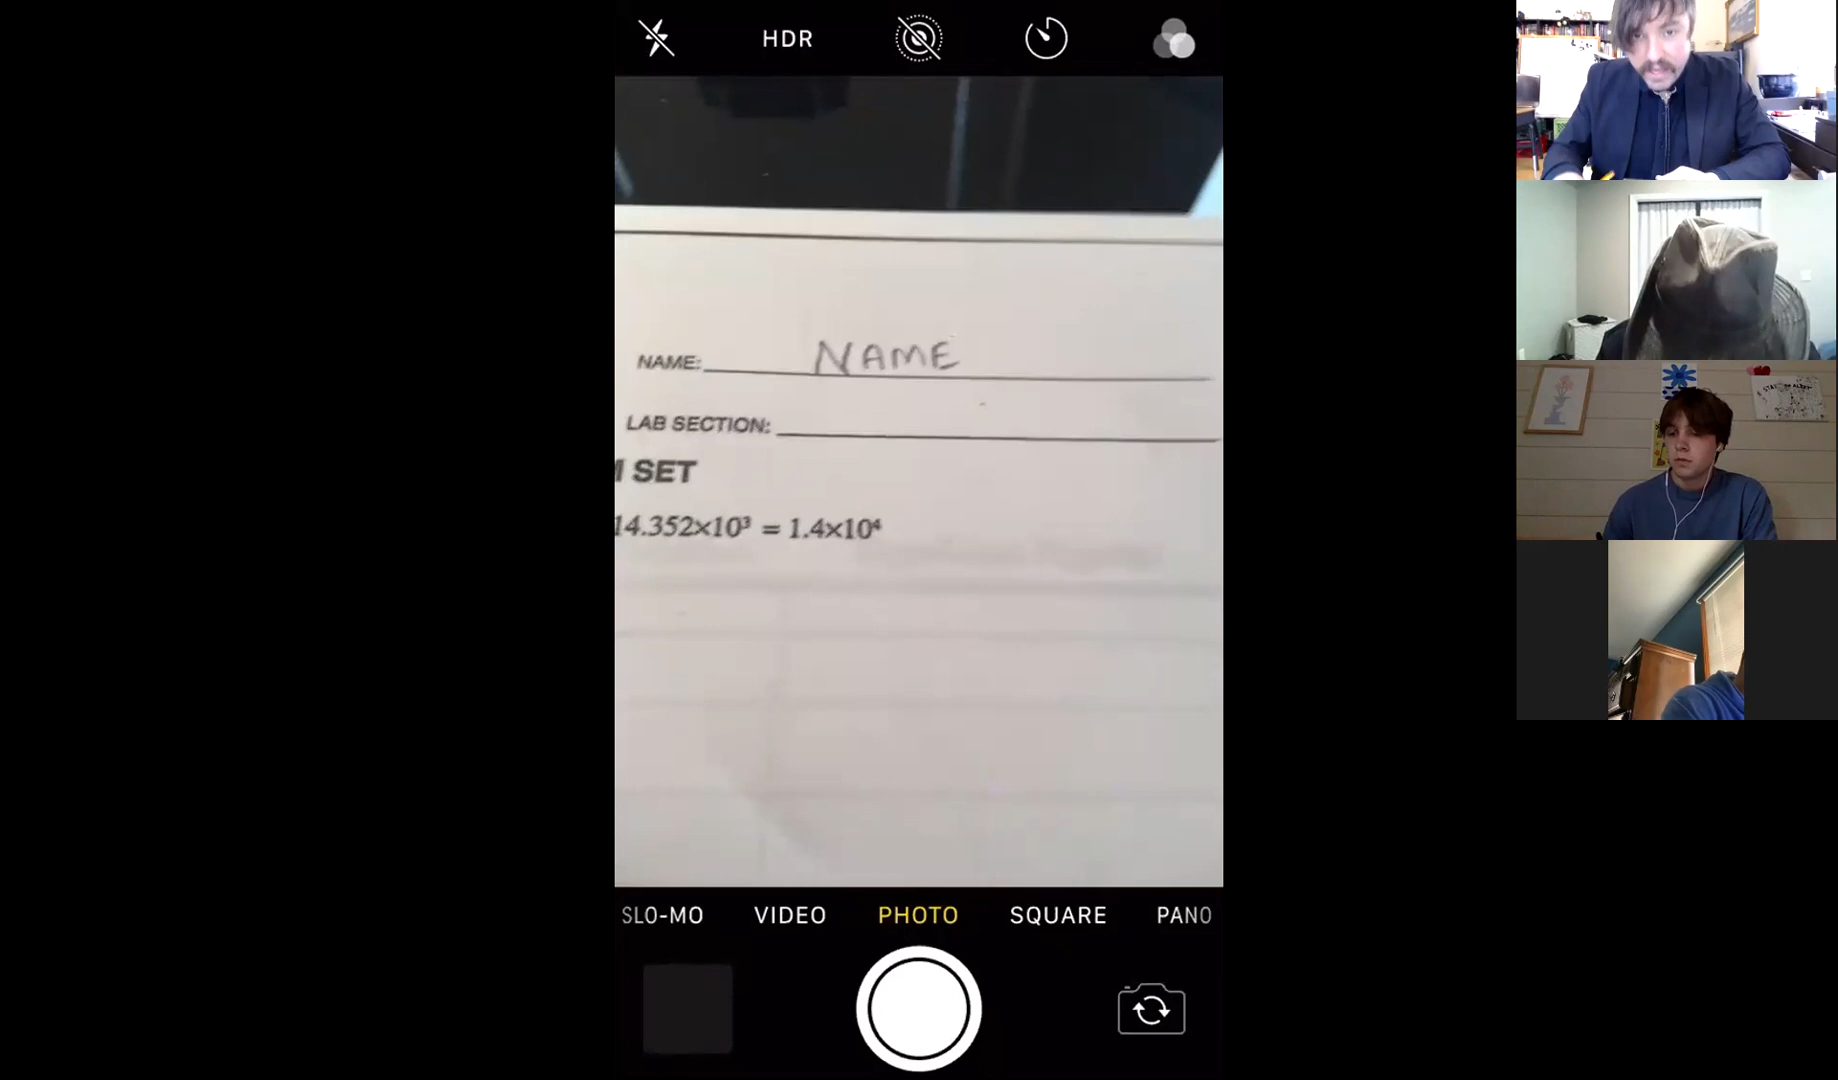 HDR
NAME: NAME
LAB SECTION:
M SET
14.352×10³ = 1.4×10⁴
SLO-MO VIDEO PHOTO SQUARE PANO